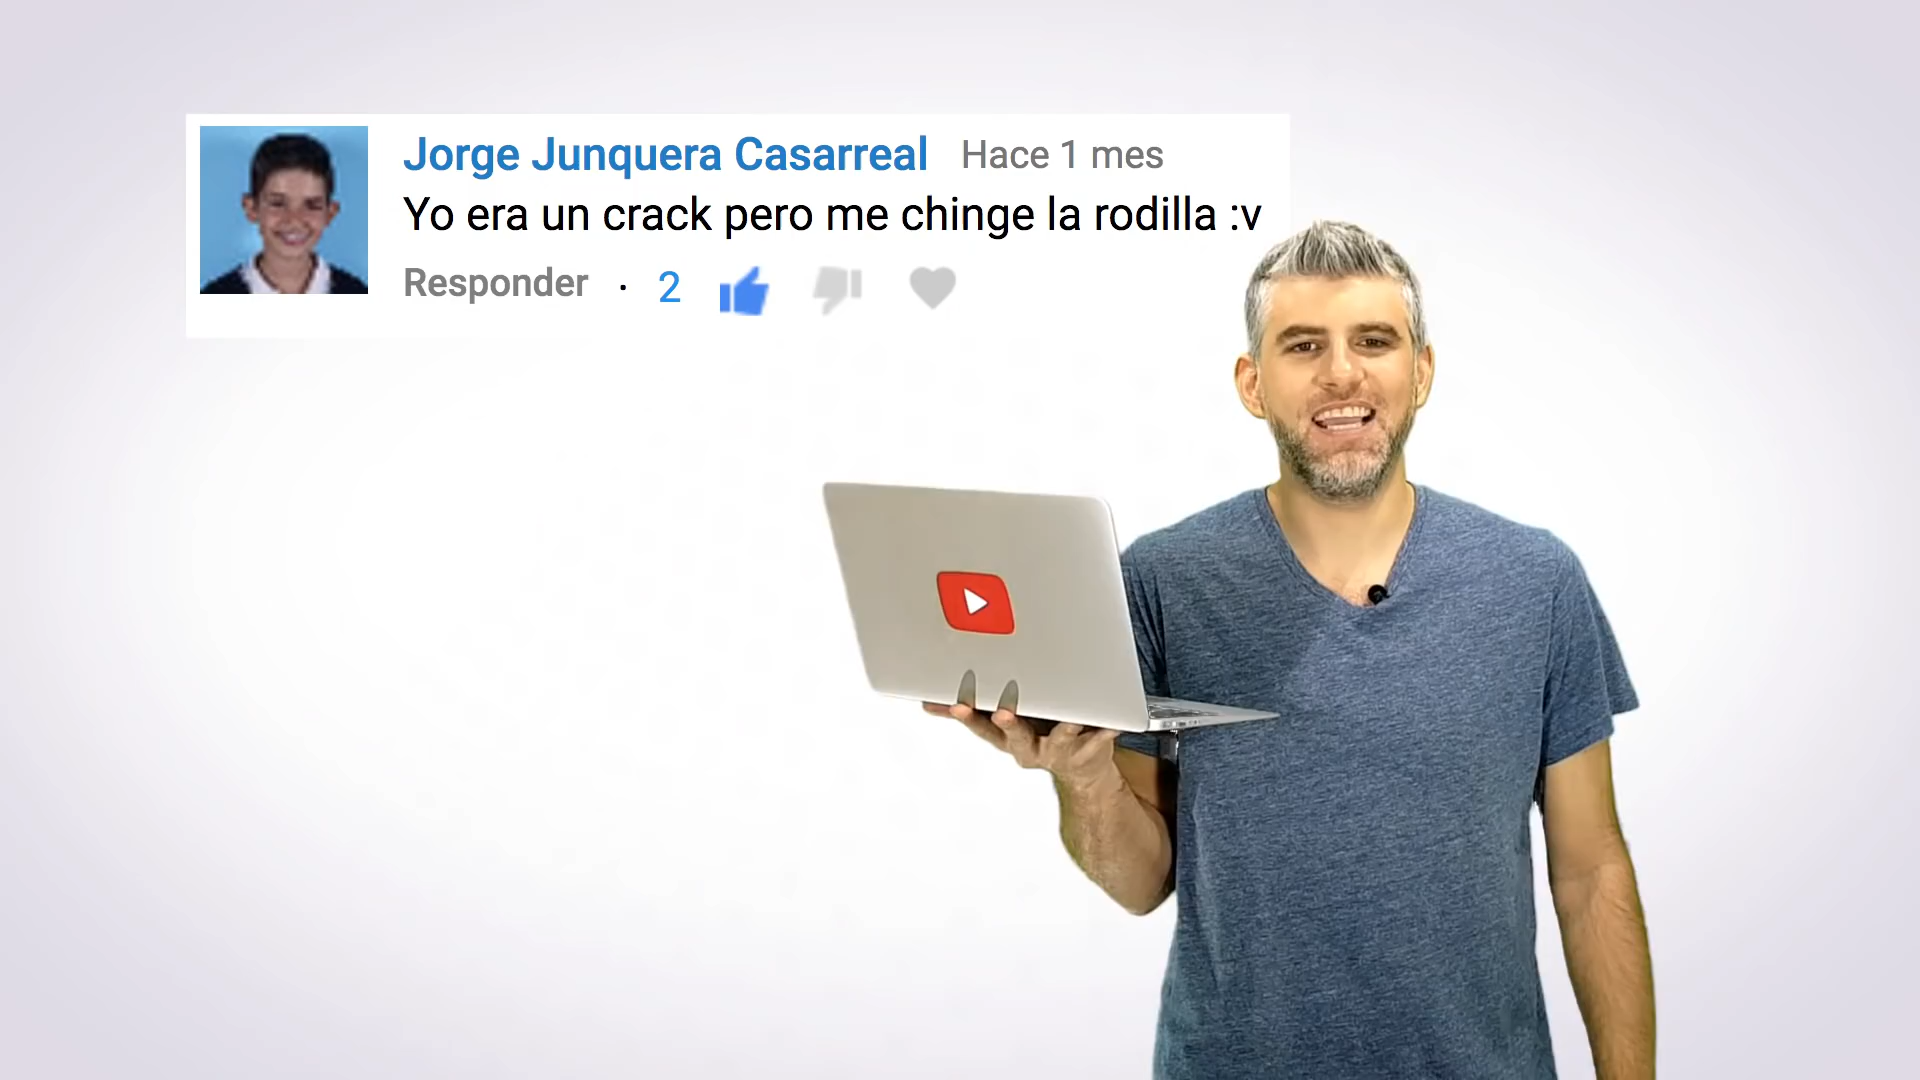 Jorge Junquera Casarreal Hace 1 mes
Yo era un crack pero me chinge la rodilla :v
Responder · 2